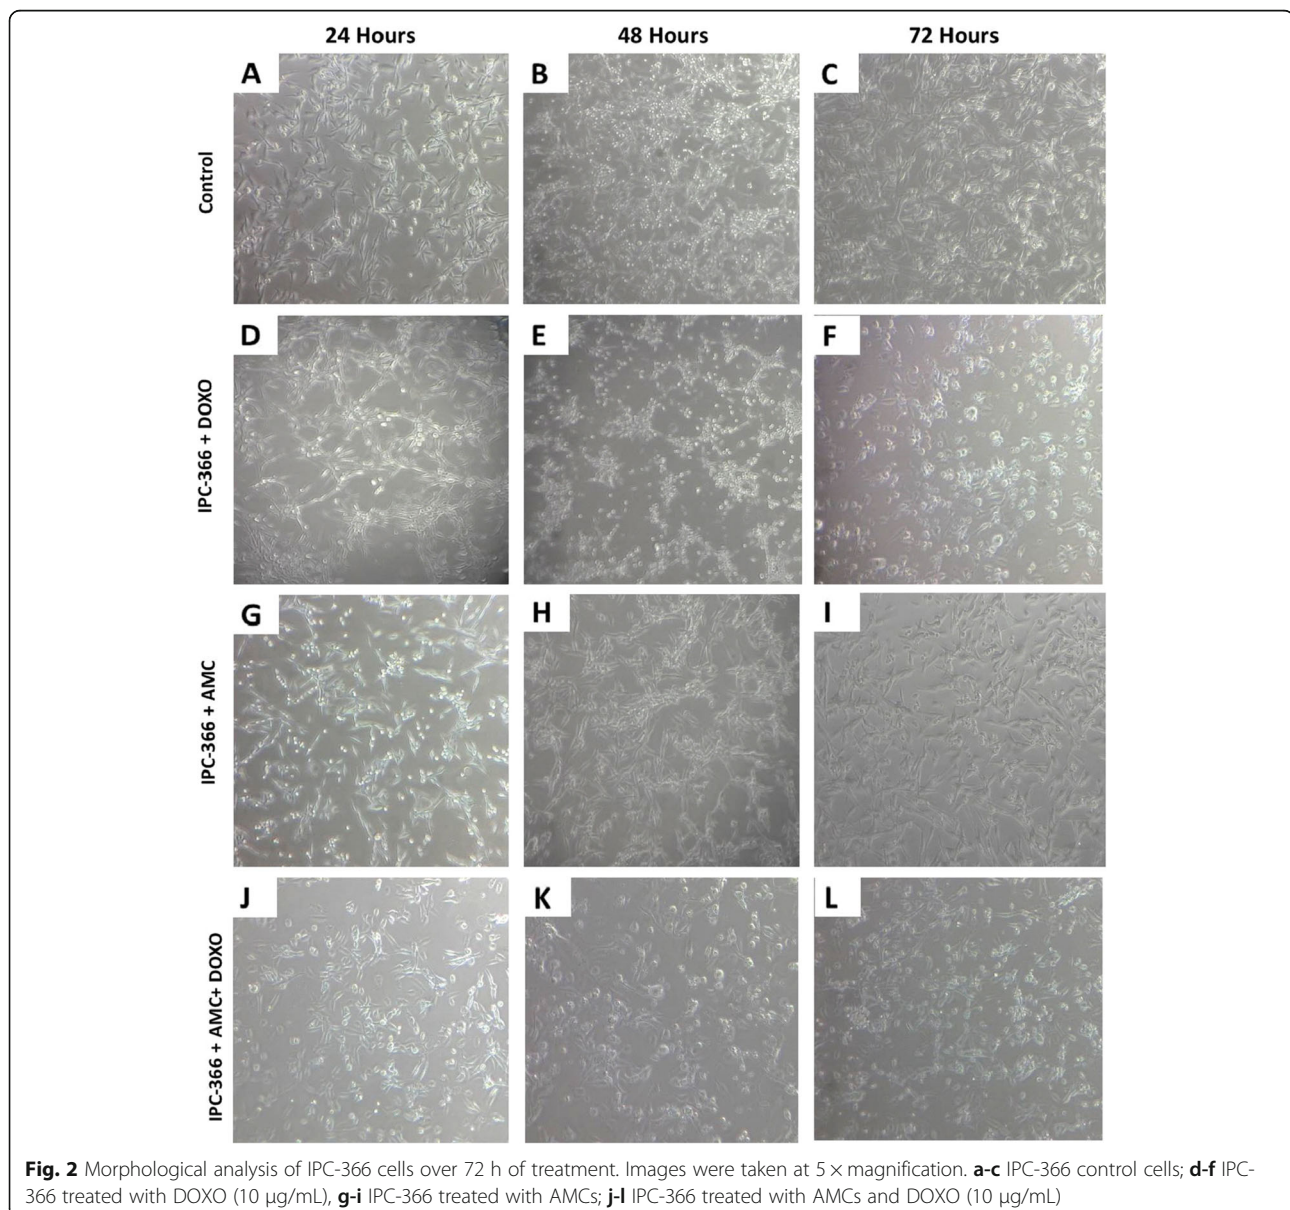 24 Hours 48 Hours 72 Hours
A B C
Control
D E F
IPC-366 + DOXO
G H I
IPC-366 + AMC
J K L
IPC-366 + AMC+ DOXO
Fig. 2 Morphological analysis of IPC-366 cells over 72 h of treatment. Images were taken at 5 × magnification. a-c IPC-366 control cells; d-f IPC-
366 treated with DOXO (10 μg/mL), g-i IPC-366 treated with AMCs; j-l IPC-366 treated with AMCs and DOXO (10 μg/mL)